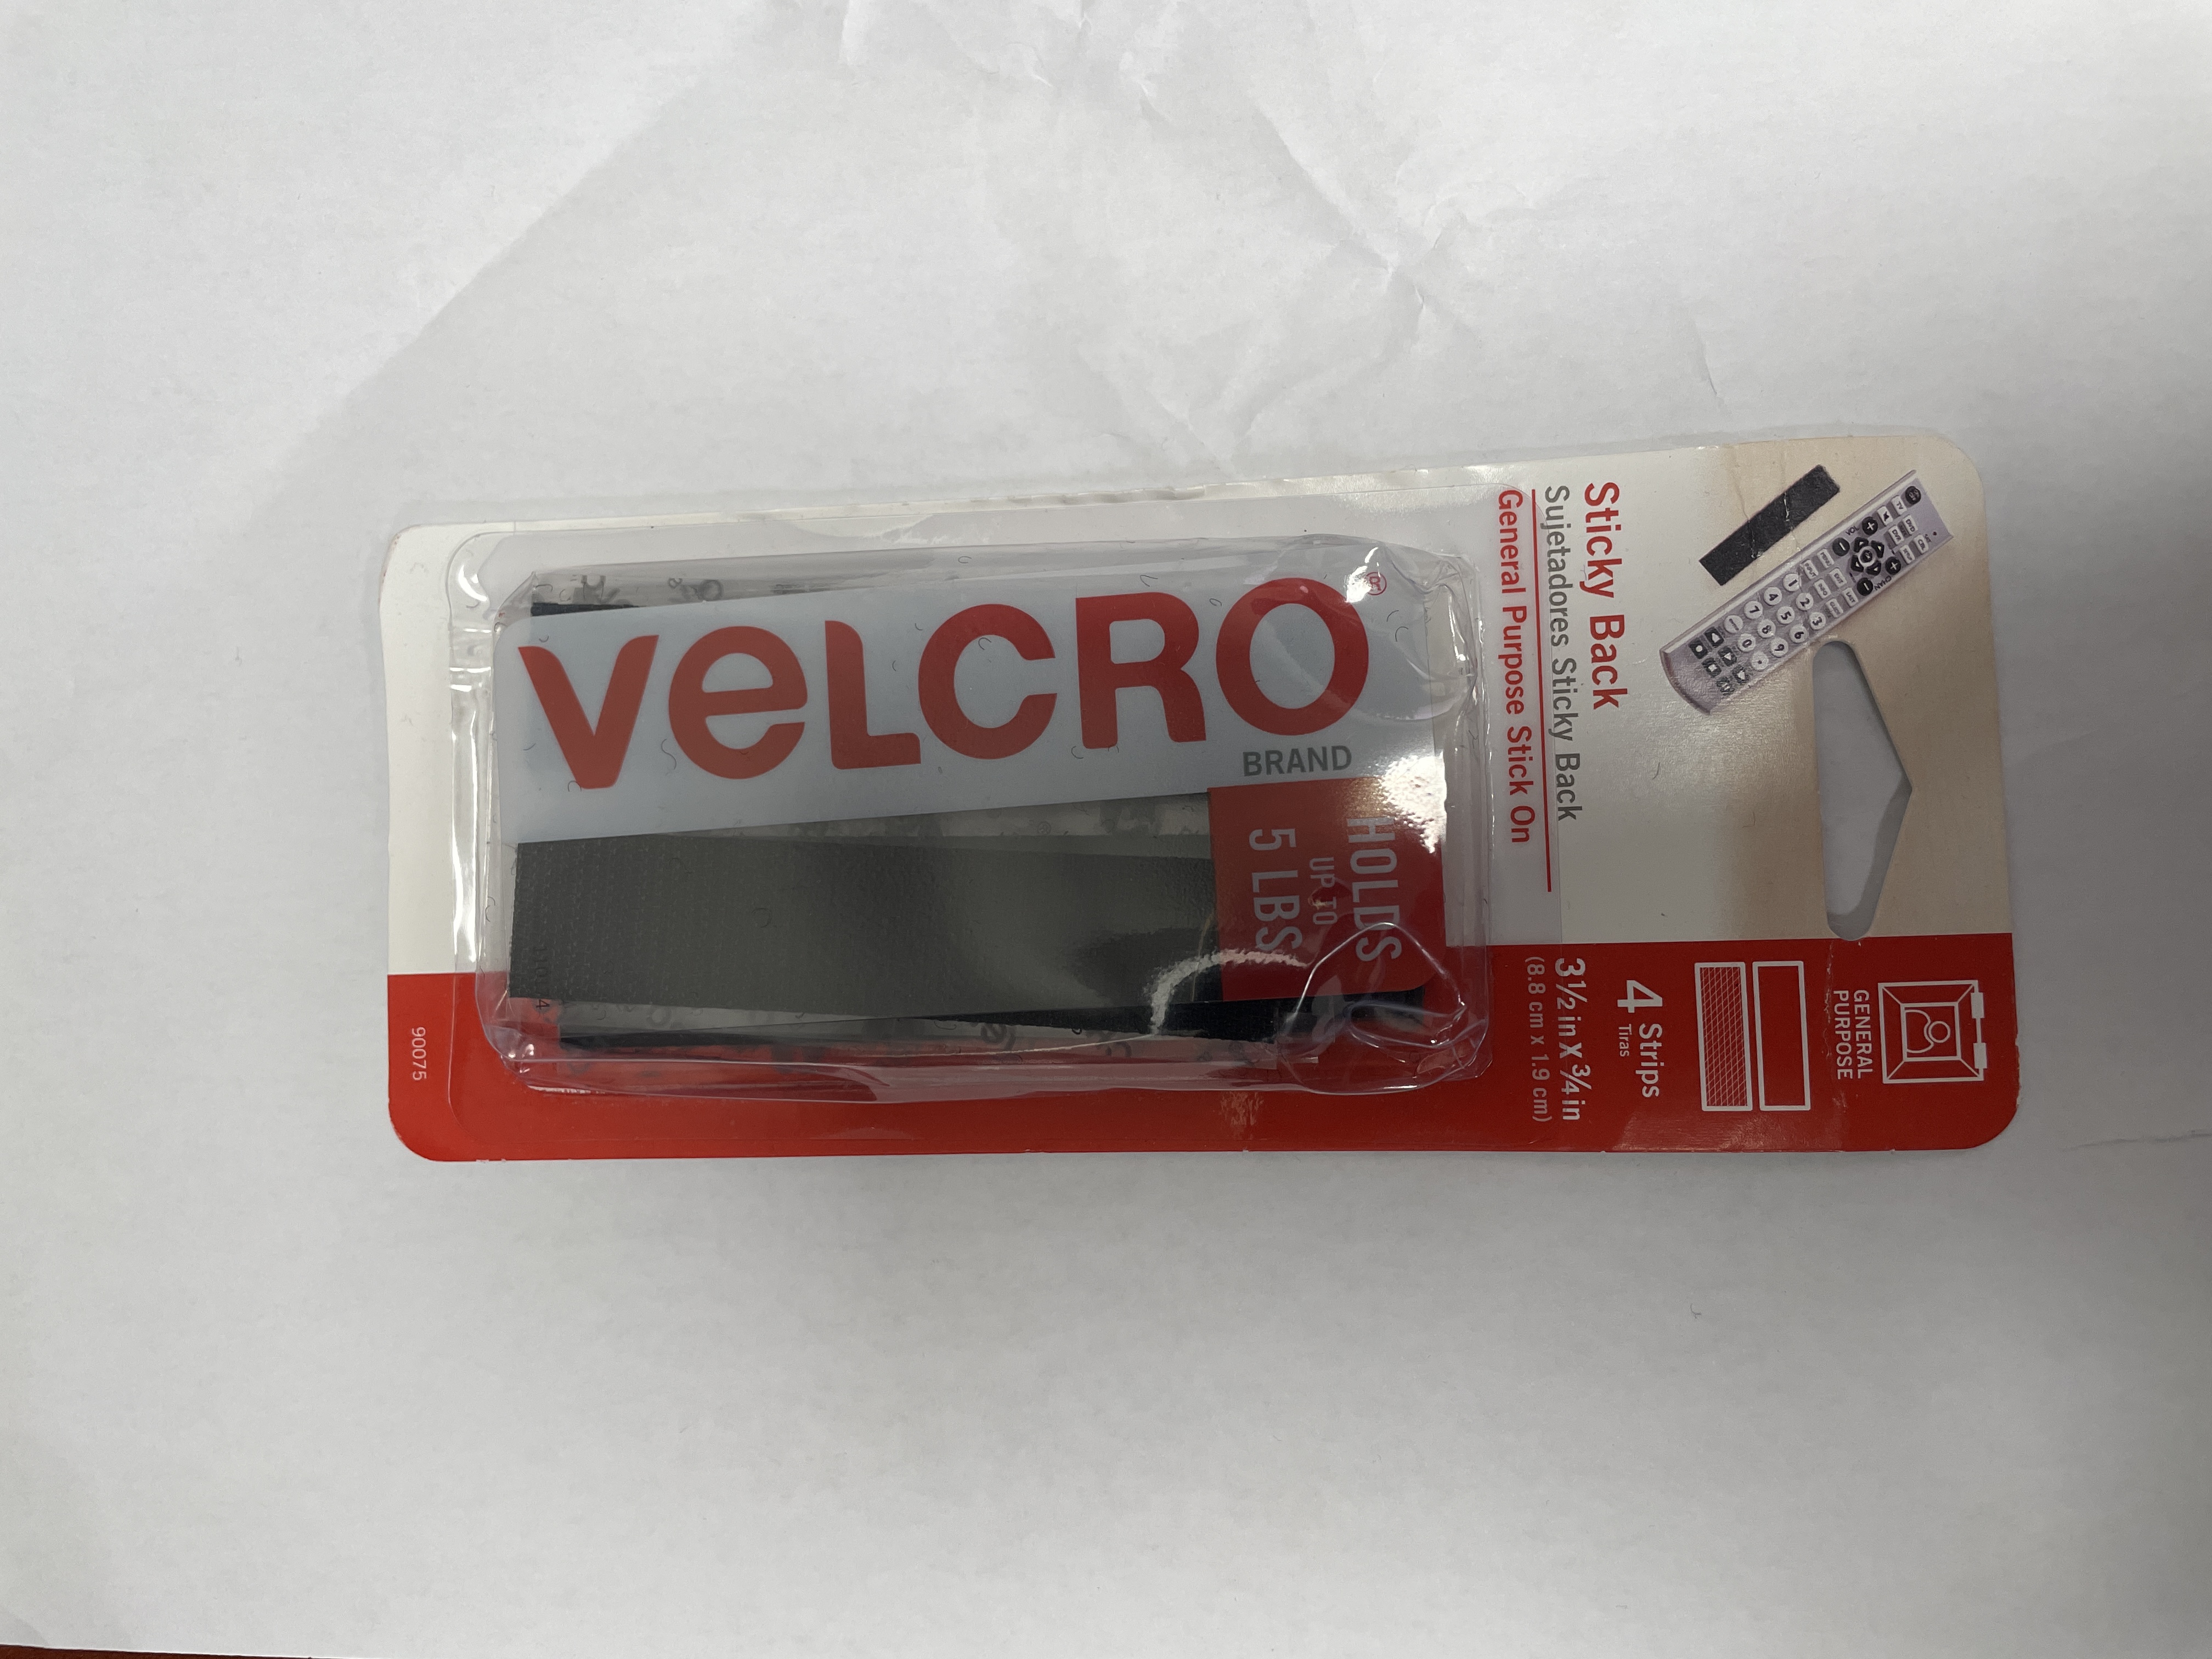 GENERAL
PURPOSE
4 Strips
Tiras
3½ in X ¾ in
(8.8 cm x 1.9 cm)
Sticky Back
Sujetadores Sticky Back
General Purpose Stick On
HOLDS
UP TO
5 LBS
VELCRO®
BRAND
90075